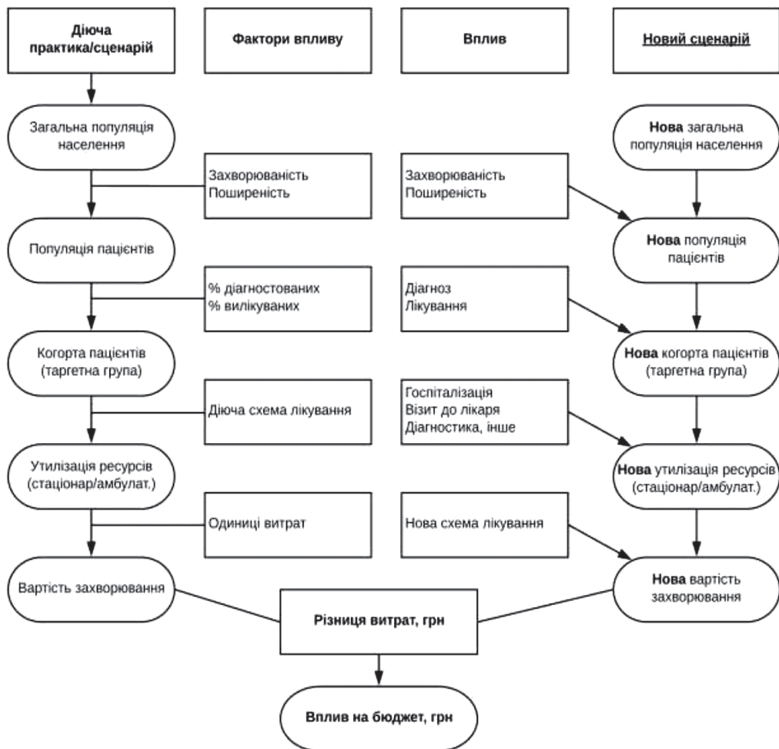 Діюча
практика/сценарій
Фактори впливу
Вплив
Новий сценарій
Загальна популяція
населення
Нова загальна
популяція населення
Захворюваність
Поширеність
Захворюваність
Поширеність
Популяція пацієнтів
Нова популяція
пацієнтів
% діагностованих
% вилікуваних
Діагноз
Лікування
Когорта пацієнтів
(таргетна група)
Нова когорта пацієнтів
(таргетна група)
Діюча схема лікування
Госпіталізація
Візит до лікаря
Діагностика, інше
Утилізація ресурсів
(стаціонар/амбулат.)
Нова утилізація ресурсів
(стаціонар/амбулат.)
Одиниці витрат
Нова схема лікування
Вартість захворювання
Нова вартість
захворювання
Різниця витрат, грн
Вплив на бюджет, грн